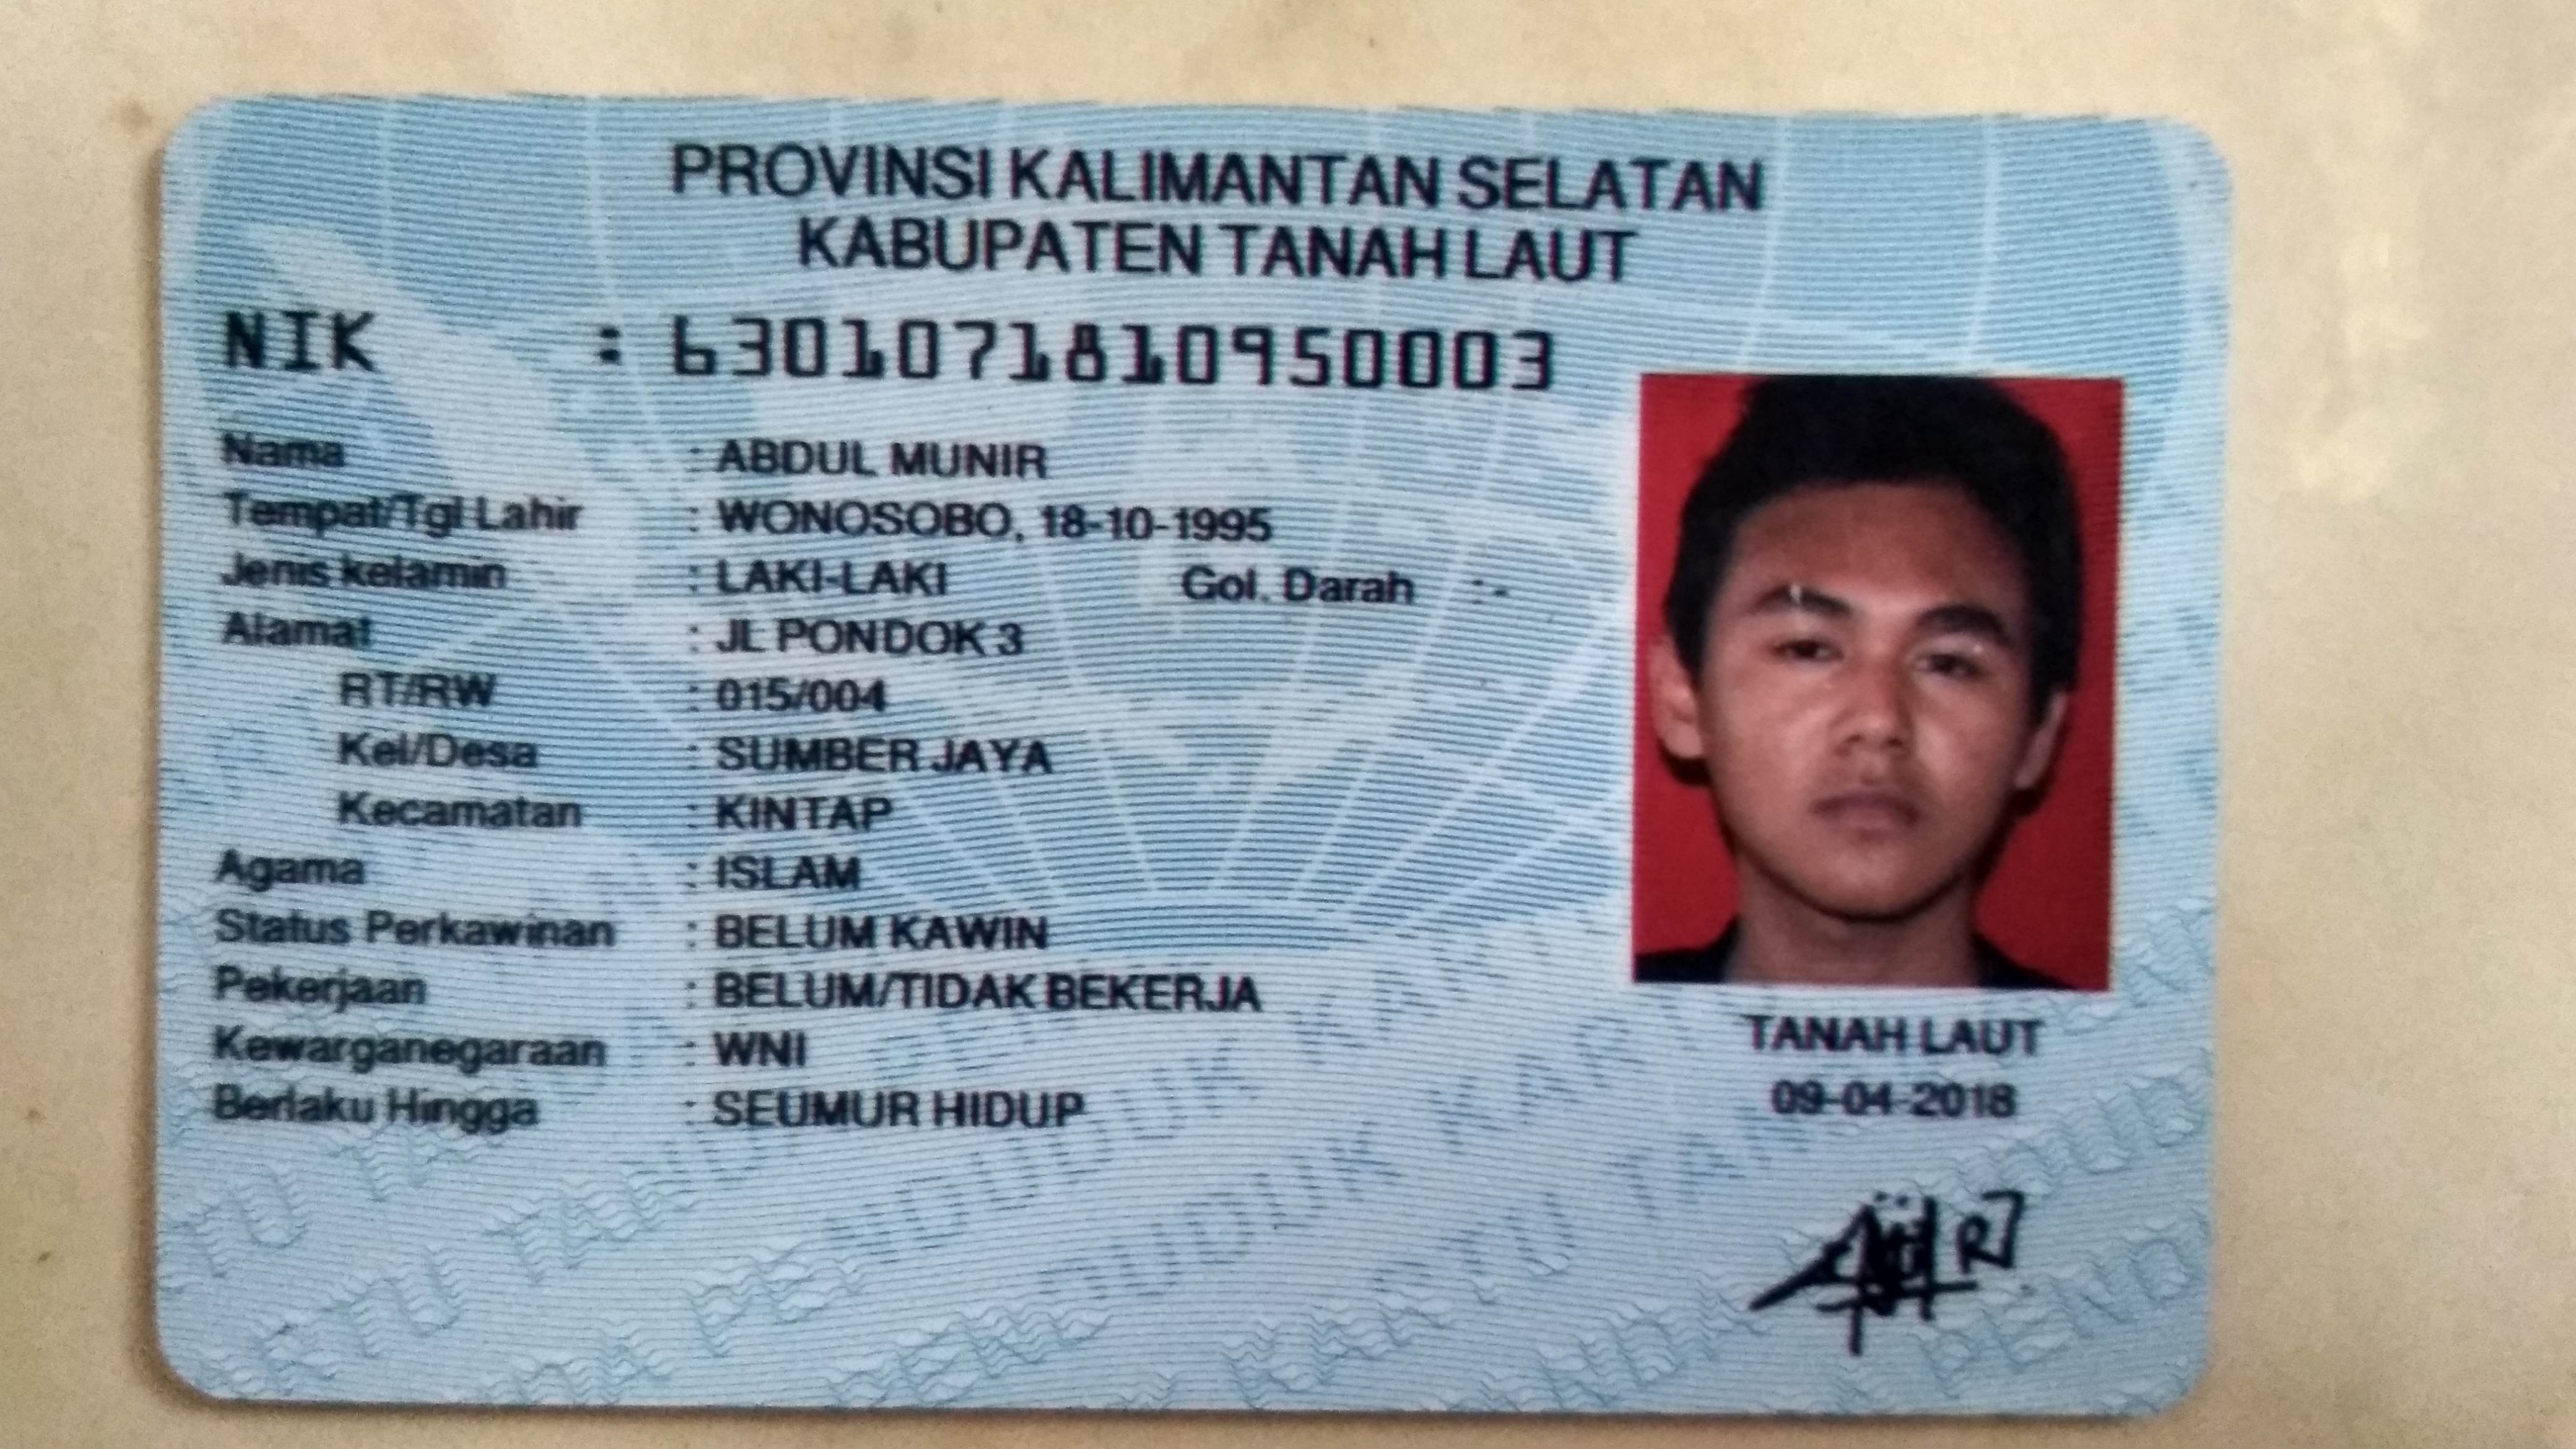 PROVINSI KALIMANTAN SELATAN
KABUPATEN TANAH LAUT
NIK : 6301071810950003
Nama : ABDUL MUNIR
Tempat/Tgl Lahir : WONOSOBO, 18-10-1995
Jenis kelamin : LAKI-LAKI Gol. Darah : -
Alamat : JL PONDOK 3
RT/RW : 015/004
Kel/Desa : SUMBER JAYA
Kecamatan : KINTAP
Agama : ISLAM
Status Perkawinan : BELUM KAWIN
Pekerjaan : BELUM/TIDAK BEKERJA
Kewarganegaraan : WNI
Berlaku Hingga : SEUMUR HIDUP
TANAH LAUT
09-04-2018